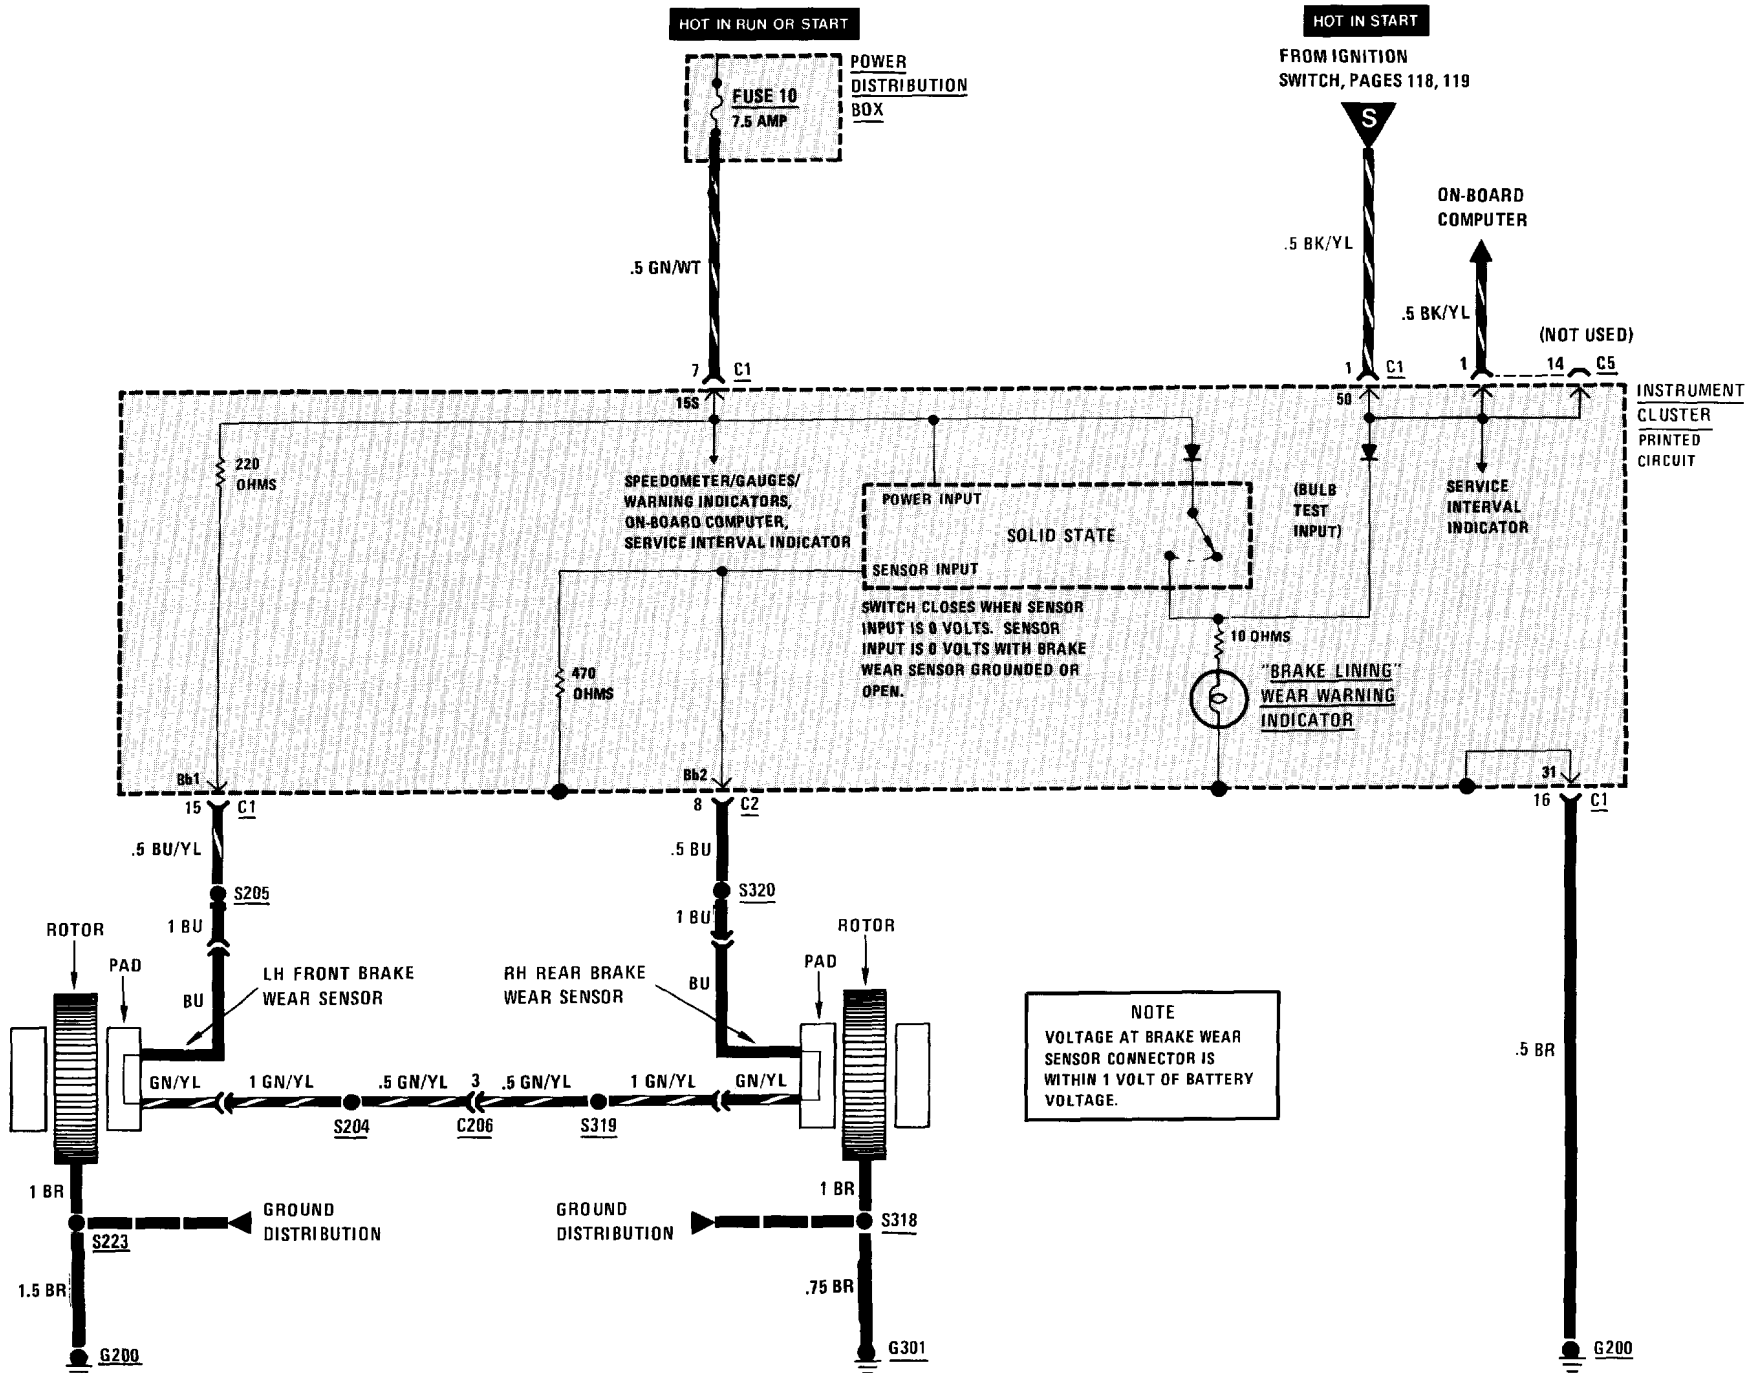 HOT IN RUN OR START
HOT IN START
FROM IGNITION
SWITCH, PAGES 118, 119
S
POWER
DISTRIBUTION
BOX
FUSE 10
7.5 AMP
ON-BOARD
COMPUTER
.5 GN/WT
.5 BK/YL
.5 BK/YL
(NOT USED)
7
C1
1
C1
1
14
C5
INSTRUMENT
CLUSTER
PRINTED
CIRCUIT
15S
50
220
OHMS
SPEEDOMETER/GAUGES/
WARNING INDICATORS,
ON-BOARD COMPUTER,
SERVICE INTERVAL INDICATOR
POWER INPUT
SOLID STATE
SENSOR INPUT
(BULB
TEST
INPUT)
SERVICE
INTERVAL
INDICATOR
SWITCH CLOSES WHEN SENSOR
INPUT IS 0 VOLTS. SENSOR
INPUT IS 0 VOLTS WITH BRAKE
WEAR SENSOR GROUNDED OR
OPEN.
10 OHMS
470
OHMS
"BRAKE LINING"
WEAR WARNING
INDICATOR
Bb1
Bb2
31
15
C1
8
C2
16
C1
.5 BU/YL
.5 BU
S205
S320
1 BU
1 BU
ROTOR
PAD
LH FRONT BRAKE
WEAR SENSOR
BU
RH REAR BRAKE
WEAR SENSOR
BU
PAD
ROTOR
NOTE
VOLTAGE AT BRAKE WEAR
SENSOR CONNECTOR IS
WITHIN 1 VOLT OF BATTERY
VOLTAGE.
.5 BR
GN/YL
1 GN/YL
.5 GN/YL
3
.5 GN/YL
1 GN/YL
GN/YL
S204
C206
S319
1 BR
GROUND
DISTRIBUTION
S223
1.5 BR
G200
GROUND
DISTRIBUTION
1 BR
S318
.75 BR
G301
G200